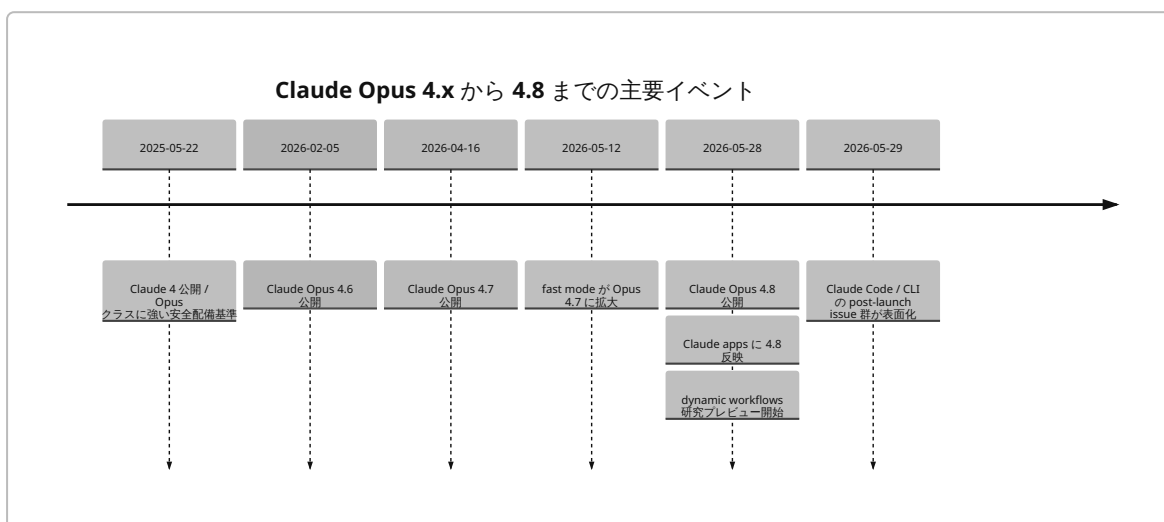 Claude Opus 4.x から 4.8 までの主要イベント
2025-05-22
2026-02-05
2026-04-16
2026-05-12
2026-05-28
2026-05-29
Claude 4 公開 /
Opus
クラスに強い安全配備基準
Claude Opus 4.6
公開
Claude Opus 4.7
公開
fast mode が Opus
4.7 に拡大
Claude Opus 4.8
公開
Claude apps に 4.8
反映
dynamic workflows
研究プレビュー開始
Claude Code / CLI
の post-launch
issue 群が表面化